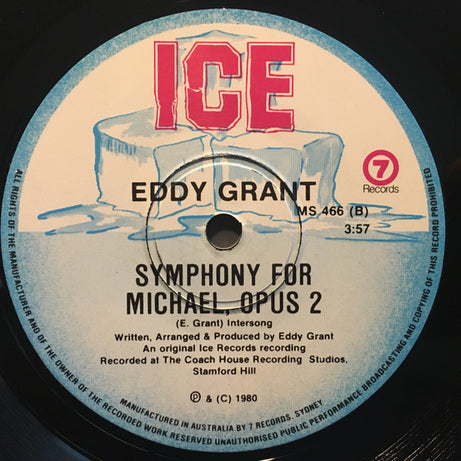 ICE
7
Records
EDDY GRANT
MS 466 (B)
3:57
SYMPHONY FOR
MICHAEL, OPUS 2
(E. Grant) Intersong
Written, Arranged & Produced by Eddy Grant
An original Ice Records recording
Recorded at The Coach House Recording Studios,
Stamford Hill
Ⓟ & (C) 1980
MANUFACTURED IN AUSTRALIA BY 7 RECORDS, SYDNEY
ALL RIGHTS OF THE MANUFACTURER AND OF THE OWNER OF THE RECORDED WORK RESERVED UNAUTHORISED PUBLIC PERFORMANCE BROADCASTING AND COPYING OF THIS RECORD PROHIBITED